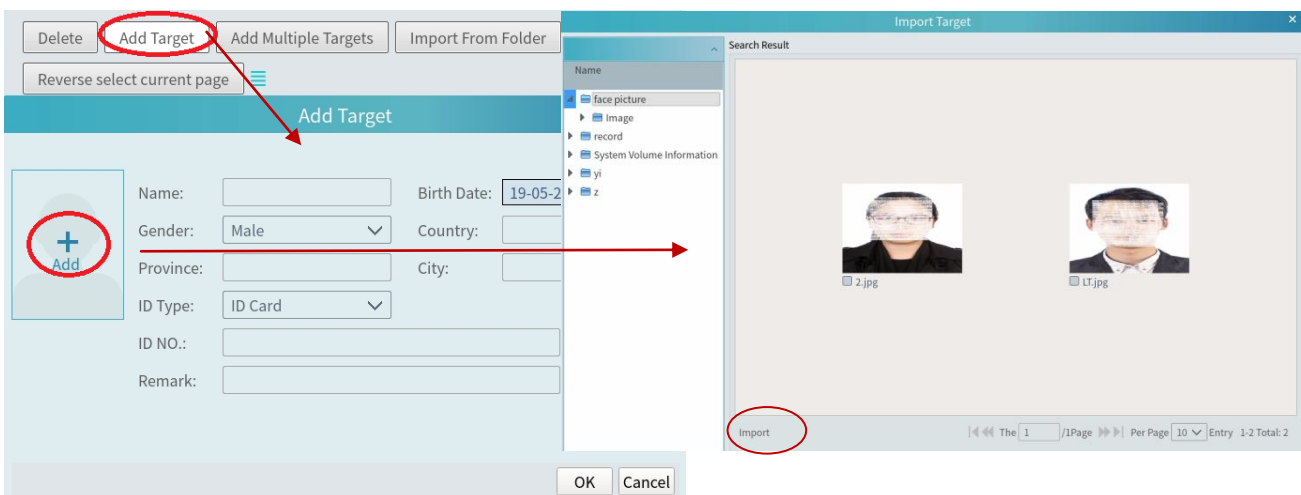 Delete Add Target Add Multiple Targets Import From Folder
Reverse select current page
Add Target
Name: Birth Date: 19-05-2
Gender: Male Country:
Add
Province: City:
ID Type: ID Card
ID NO.:
Remark:
OK Cancel
Import Target
Search Result
Name
face picture
Image
record
System Volume Information
yi
z
2.jpg LT.jpg
Import The 1 /1Page Per Page 10 Entry 1-2 Total: 2